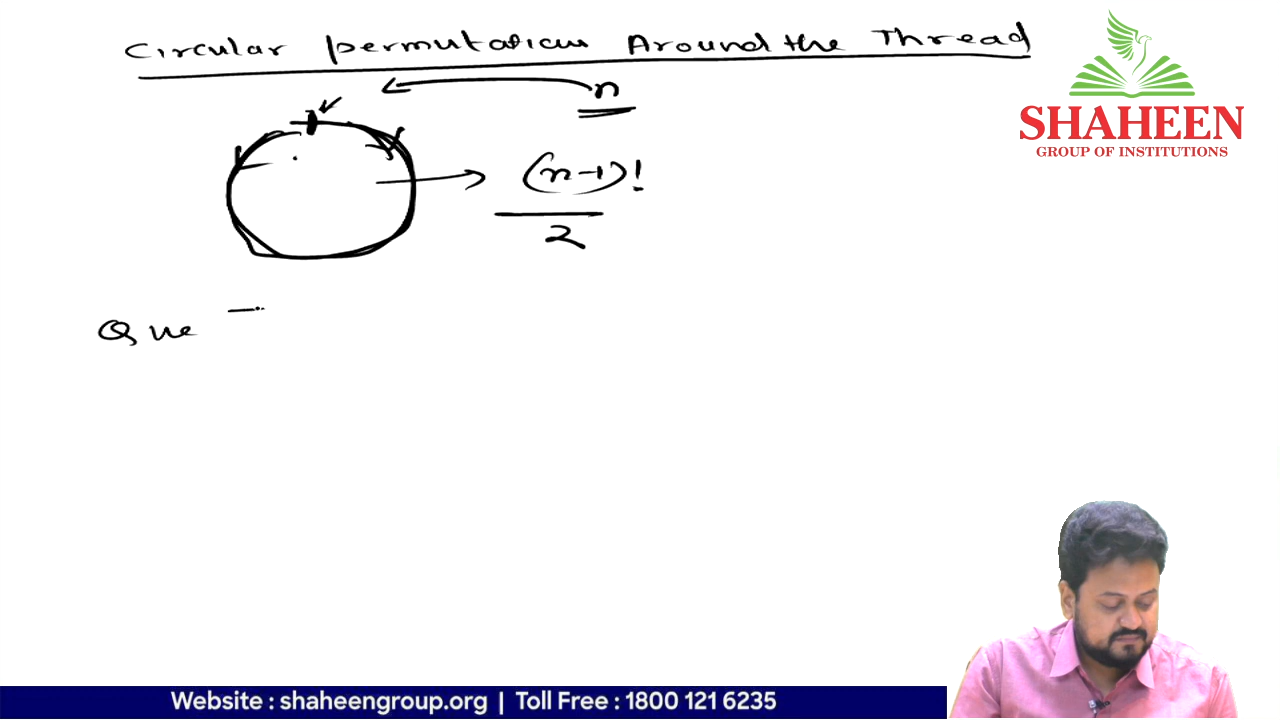 Circular permutations Around the Thread
n
(n-1)!
2
Que
SHAHEEN
GROUP OF INSTITUTIONS
Website : shaheengroup.org | Toll Free : 1800 121 6235